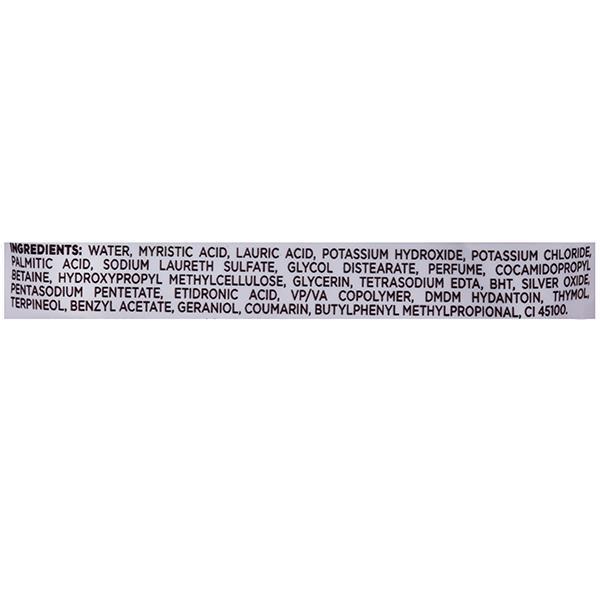 INGREDIENTS: WATER, MYRISTIC ACID, LAURIC ACID, POTASSIUM HYDROXIDE, POTASSIUM CHLORIDE,
PALMITIC ACID, SODIUM LAURETH SULFATE, GLYCOL DISTEARATE, PERFUME, COCAMIDOPROPYL
BETAINE, HYDROXYPROPYL METHYLCELLULOSE, GLYCERIN, TETRASODIUM EDTA, BHT, SILVER OXIDE,
PENTASODIUM PENTETATE, ETIDRONIC ACID, VP/VA COPOLYMER, DMDM HYDANTOIN, THYMOL,
TERPINEOL, BENZYL ACETATE, GERANIOL, COUMARIN, BUTYLPHENYL METHYLPROPIONAL, CI 45100.